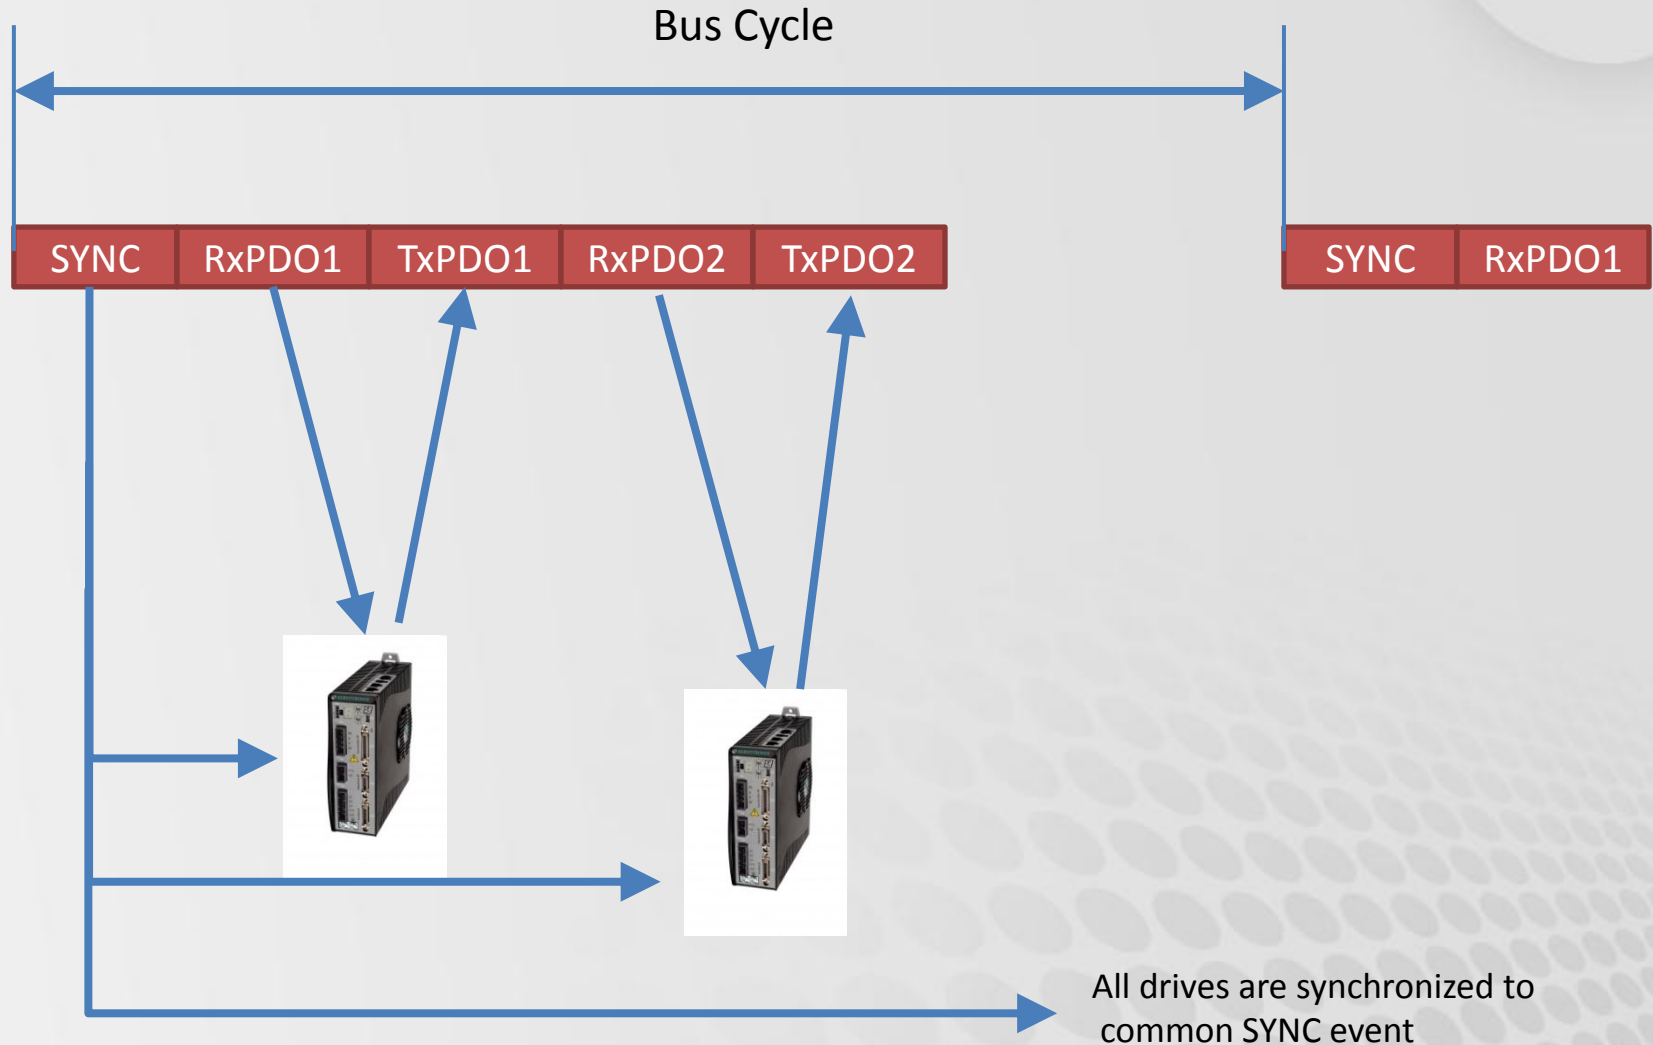 Bus Cycle
SYNC RxPDO1 TxPDO1 RxPDO2 TxPDO2 SYNC RxPDO1
All drives are synchronized to
common SYNC event